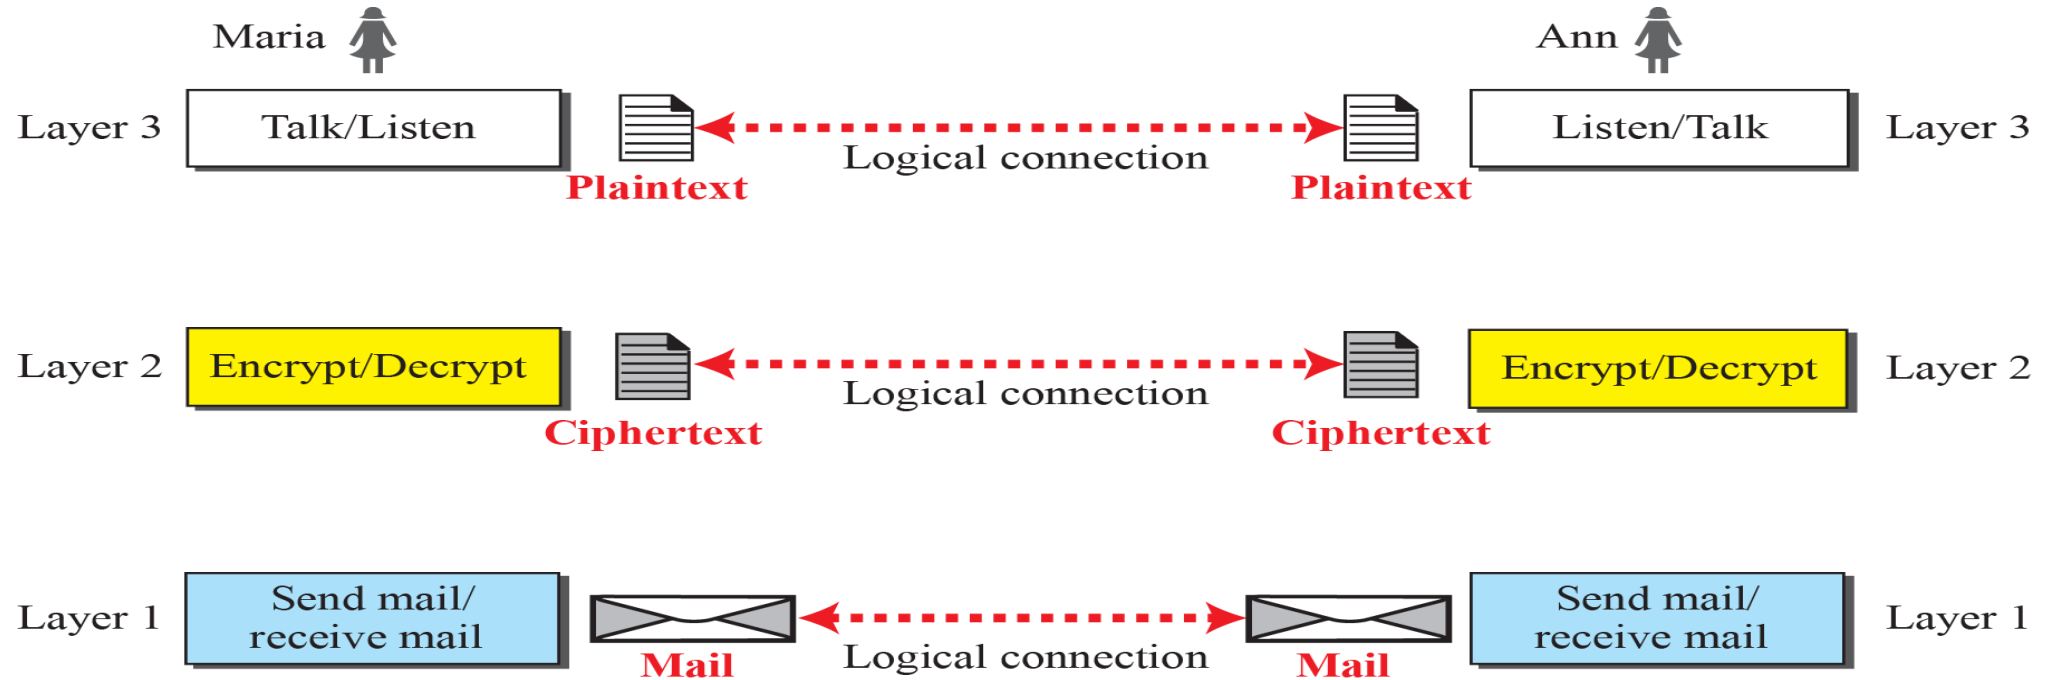 Maria
Ann
Layer 3
Talk/Listen
Listen/Talk
Layer 3
Logical connection
Plaintext
Plaintext
Layer 2
Encrypt/Decrypt
Encrypt/Decrypt
Layer 2
Logical connection
Ciphertext
Ciphertext
Layer 1
Send mail/
receive mail
Send mail/
receive mail
Layer 1
Mail
Logical connection
Mail